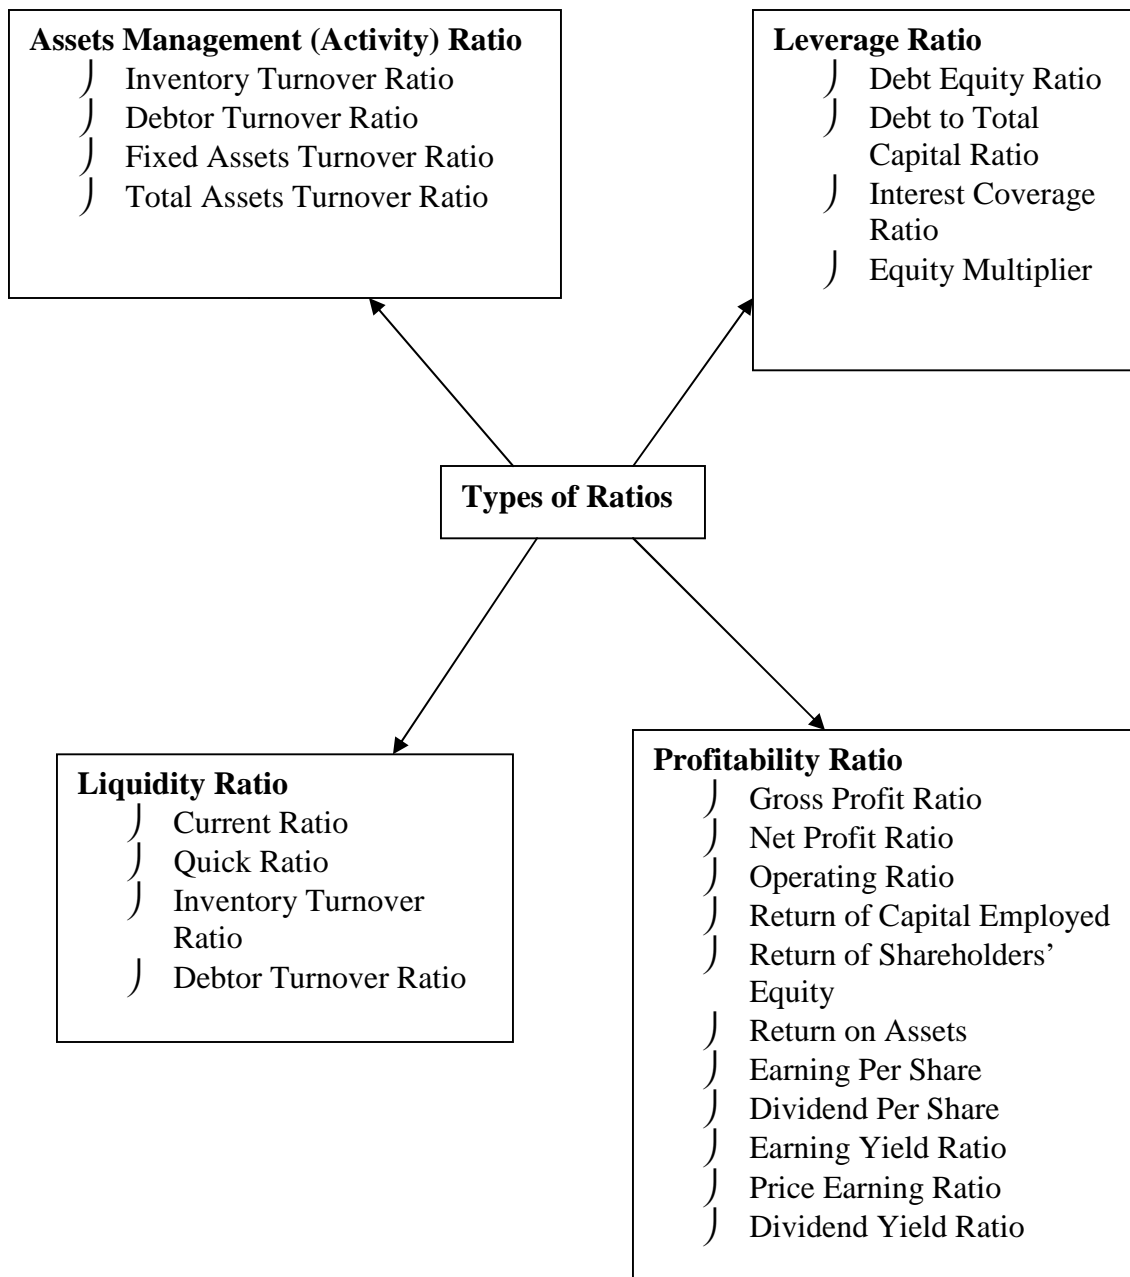 Assets Management (Activity) Ratio
Inventory Turnover Ratio
Debtor Turnover Ratio
Fixed Assets Turnover Ratio
Total Assets Turnover Ratio
Leverage Ratio
Debt Equity Ratio
Debt to Total
Capital Ratio
Interest Coverage
Ratio
Equity Multiplier
Types of Ratios
Liquidity Ratio
Current Ratio
Quick Ratio
Inventory Turnover
Ratio
Debtor Turnover Ratio
Profitability Ratio
Gross Profit Ratio
Net Profit Ratio
Operating Ratio
Return of Capital Employed
Return of Shareholders’
Equity
Return on Assets
Earning Per Share
Dividend Per Share
Earning Yield Ratio
Price Earning Ratio
Dividend Yield Ratio